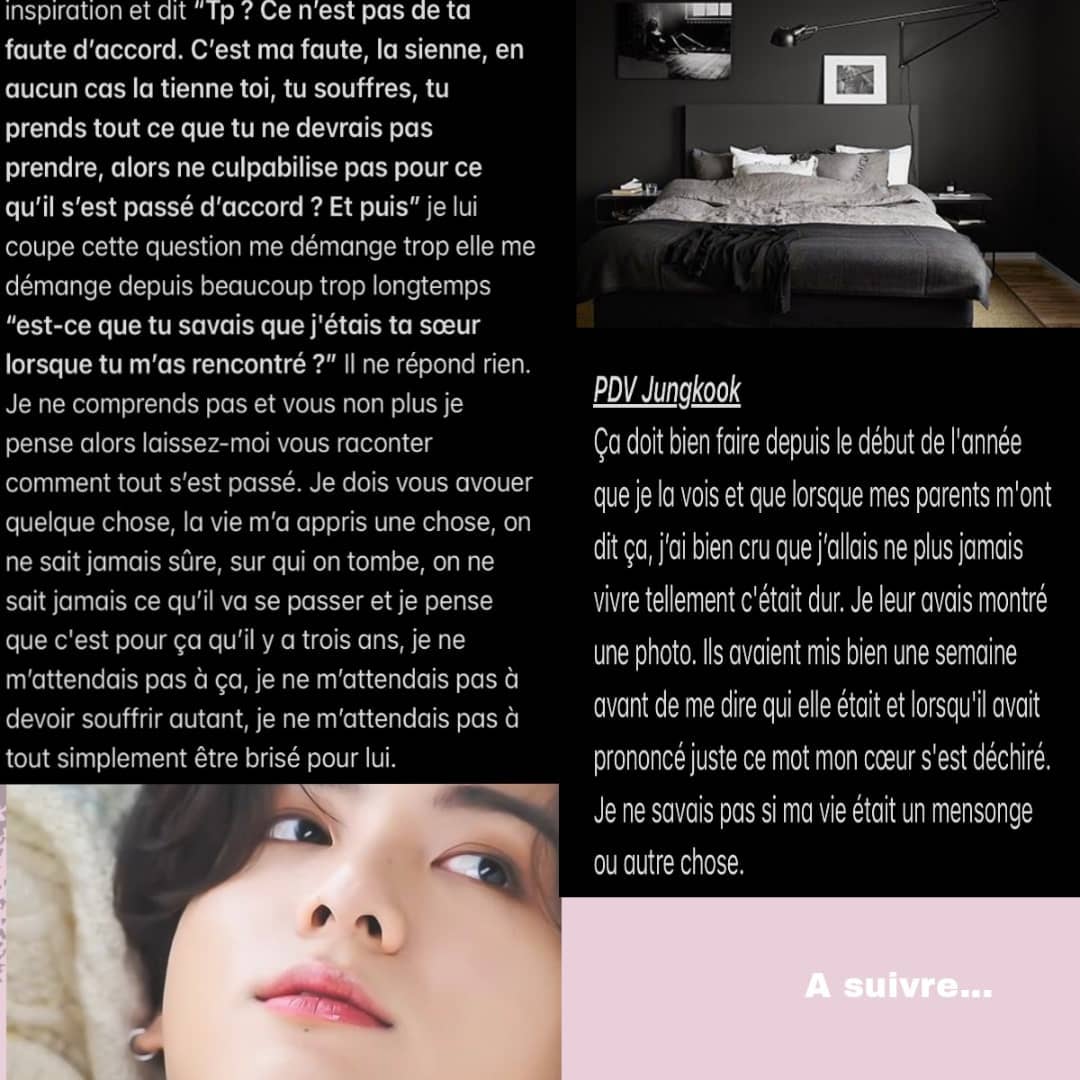 inspiration et dit “Tp ? Ce n’est pas de ta
faute d’accord. C’est ma faute, la sienne, en
aucun cas la tienne toi, tu souffres, tu
prends tout ce que tu ne devrais pas
prendre, alors ne culpabilise pas pour ce
qu’il s’est passé d’accord ? Et puis” je lui
coupe cette question me démange trop elle me
démange depuis beaucoup trop longtemps
“est-ce que tu savais que j'étais ta sœur
lorsque tu m’as rencontré ?” Il ne répond rien.
Je ne comprends pas et vous non plus je
pense alors laissez-moi vous raconter
comment tout s’est passé. Je dois vous avouer
quelque chose, la vie m’a appris une chose, on
ne sait jamais sûre, sur qui on tombe, on ne
sait jamais ce qu’il va se passer et je pense
que c'est pour ça qu’il y a trois ans, je ne
m’attendais pas à ça, je ne m’attendais pas à
devoir souffrir autant, je ne m’attendais pas à
tout simplement être brisé pour lui.
PDV Jungkook
Ça doit bien faire depuis le début de l'année
que je la vois et que lorsque mes parents m'ont
dit ça, j’ai bien cru que j’allais ne plus jamais
vivre tellement c'était dur. Je leur avais montré
une photo. Ils avaient mis bien une semaine
avant de me dire qui elle était et lorsqu'il avait
prononcé juste ce mot mon cœur s'est déchiré.
Je ne savais pas si ma vie était un mensonge
ou autre chose.
A suivre...